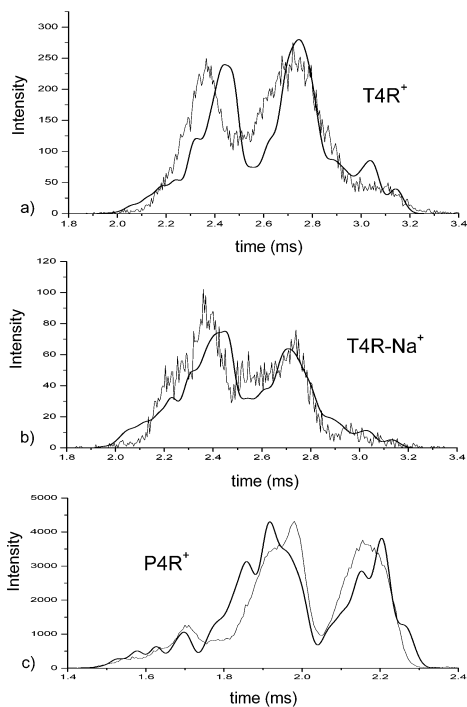 300
250
200
150
100
50
0
Intensity
T4R+
a)
1.8 2.0 2.2 2.4 2.6 2.8 3.0 3.2 3.4
time (ms)
120
100
80
60
40
20
0
Intensity
T4R-Na+
b)
1.8 2.0 2.2 2.4 2.6 2.8 3.0 3.2 3.4
time (ms)
5000
4000
3000
2000
1000
0
Intensity
P4R+
c)
1.4 1.6 1.8 2.0 2.2 2.4
time (ms)